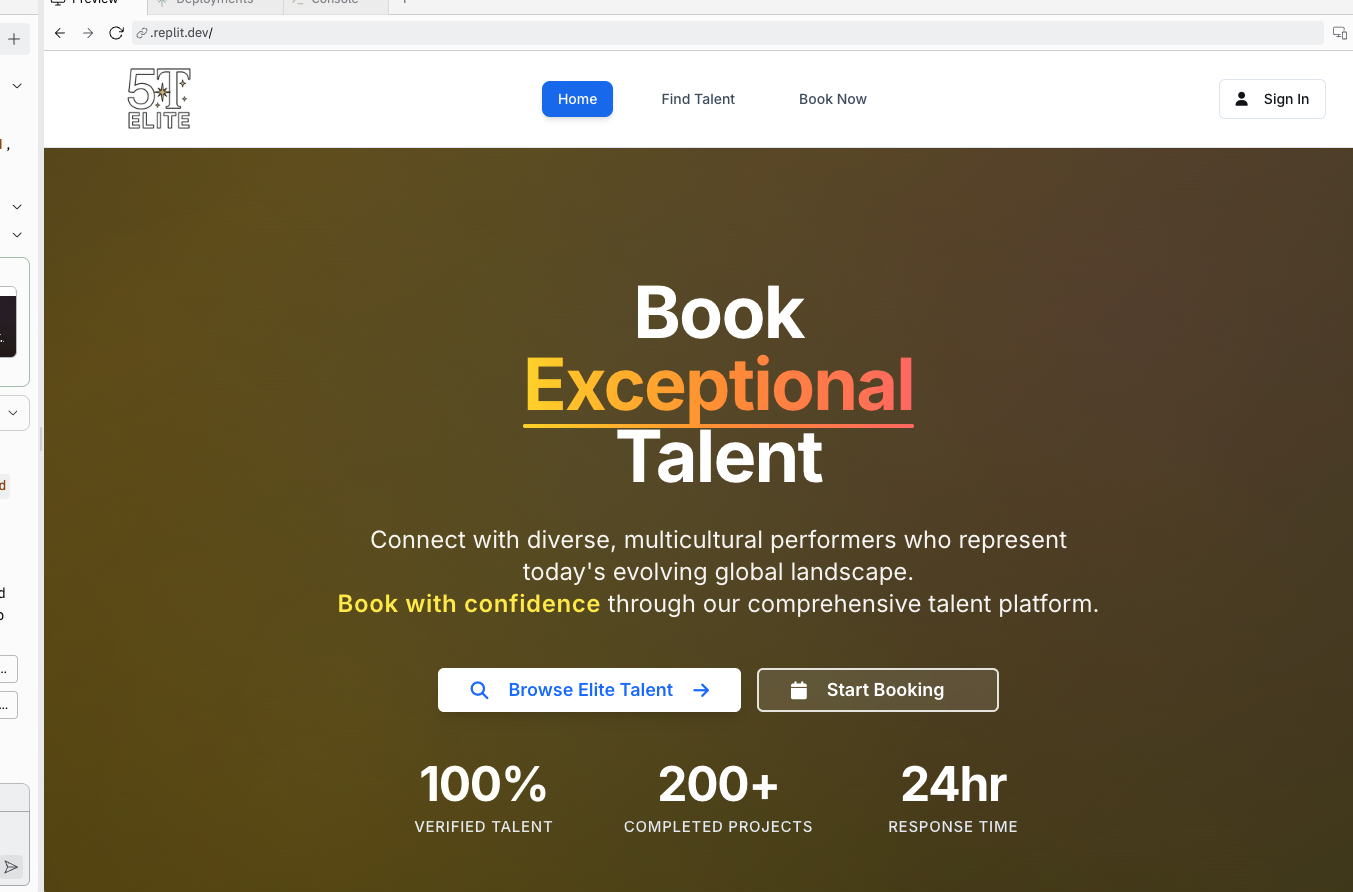 Preview
Deployments
Console
.replit.dev/
5T
ELITE
Home
Find Talent
Book Now
Sign In
Book
Exceptional
Talent
Connect with diverse, multicultural performers who represent
today's evolving global landscape.
Book with confidence through our comprehensive talent platform.
Browse Elite Talent
Start Booking
100%
200+
24hr
VERIFIED TALENT
COMPLETED PROJECTS
RESPONSE TIME